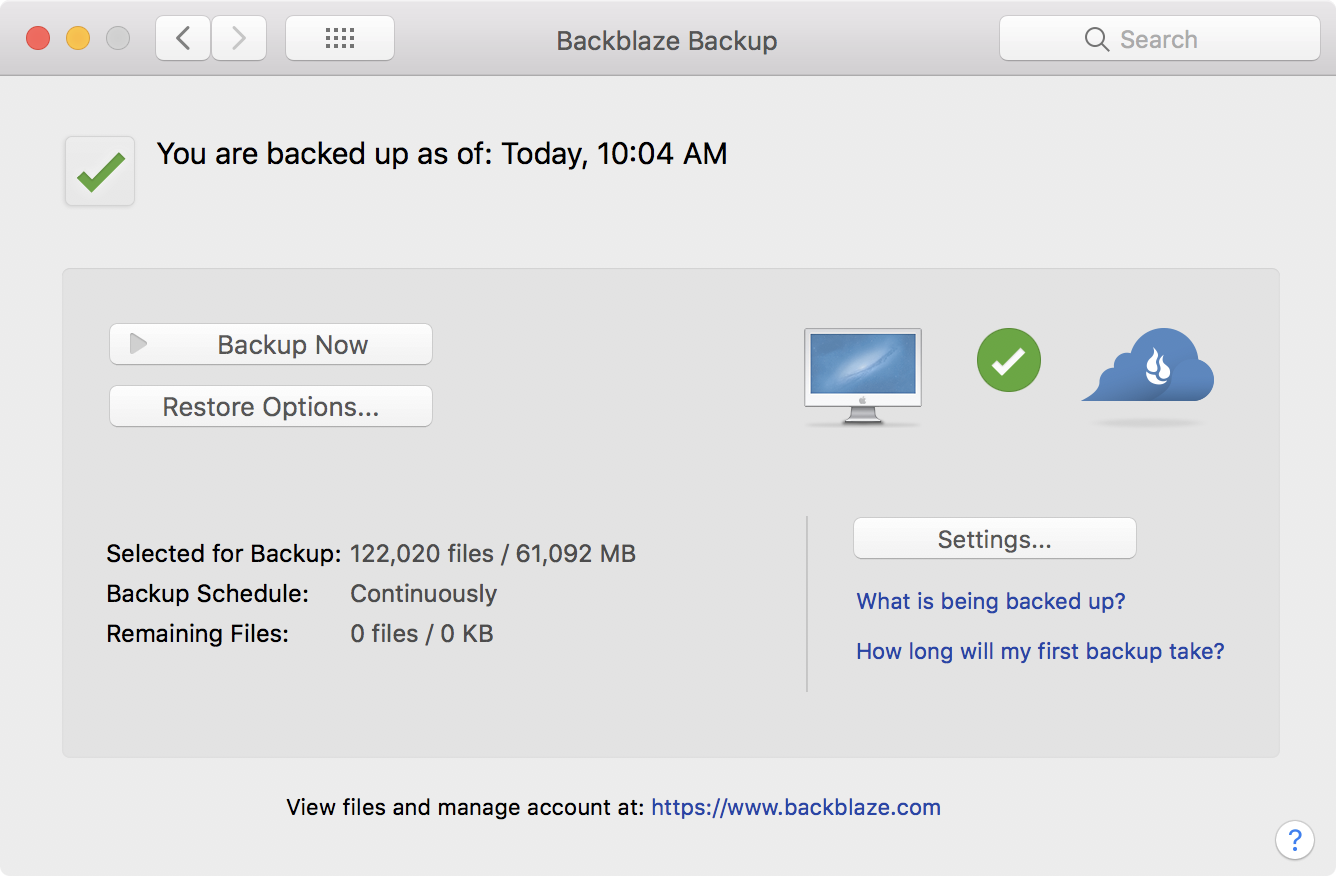 Backblaze Backup
Search
You are backed up as of: Today, 10:04 AM
Backup Now
Restore Options...
Selected for Backup: 122,020 files / 61,092 MB
Backup Schedule: Continuously
Remaining Files: 0 files / 0 KB
Settings...
What is being backed up?
How long will my first backup take?
View files and manage account at: https://www.backblaze.com
?